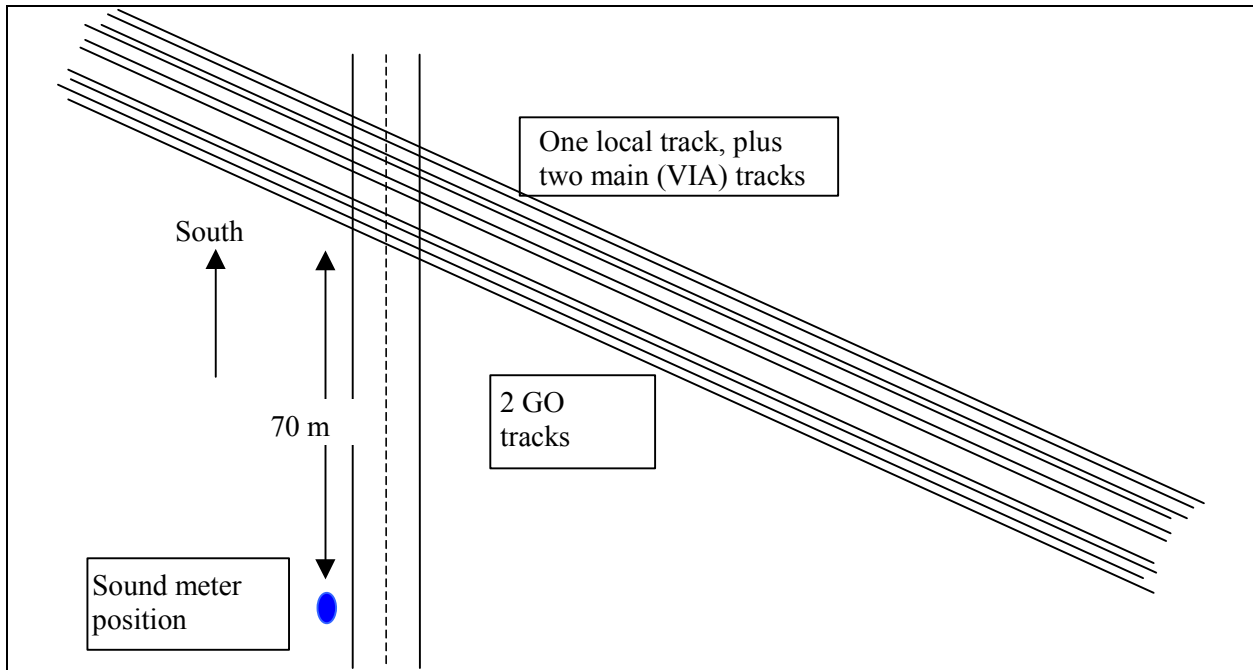 One local track, plus
two main (VIA) tracks
South
2 GO
tracks
70 m
Sound meter
position